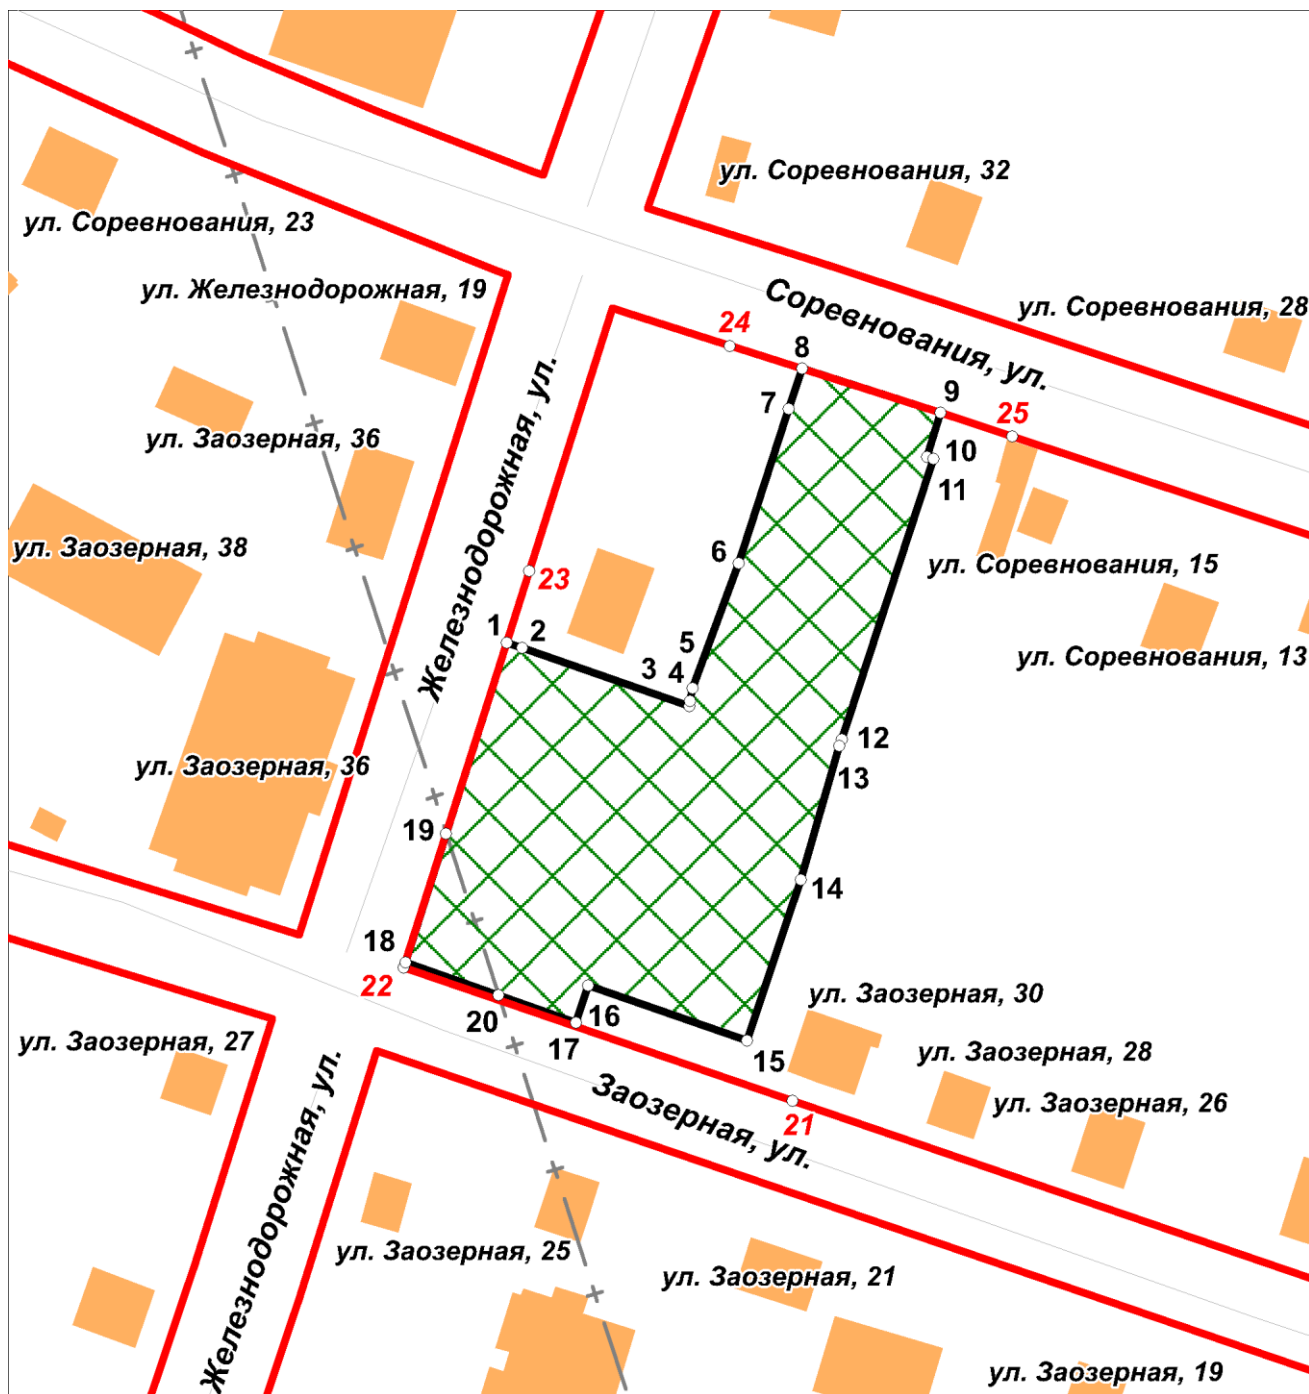 ул. Соревнования, 32
ул. Соревнования, 23
ул. Железнодорожная, 19
Соревнования, ул.
ул. Соревнования, 28
24
8
9
25
7
10
11
ул. Заозерная, 36
Железнодорожная, ул.
ул. Заозерная, 38
6
23
ул. Соревнования, 15
1
2
5
3
4
ул. Соревнования, 13
12
13
ул. Заозерная, 36
19
14
18
22
20
16
17
15
ул. Заозерная, 30
ул. Заозерная, 27
ул. Заозерная, 28
Заозерная, ул.
21
ул. Заозерная, 26
Железнодорожная, ул.
ул. Заозерная, 25
ул. Заозерная, 21
ул. Заозерная, 19